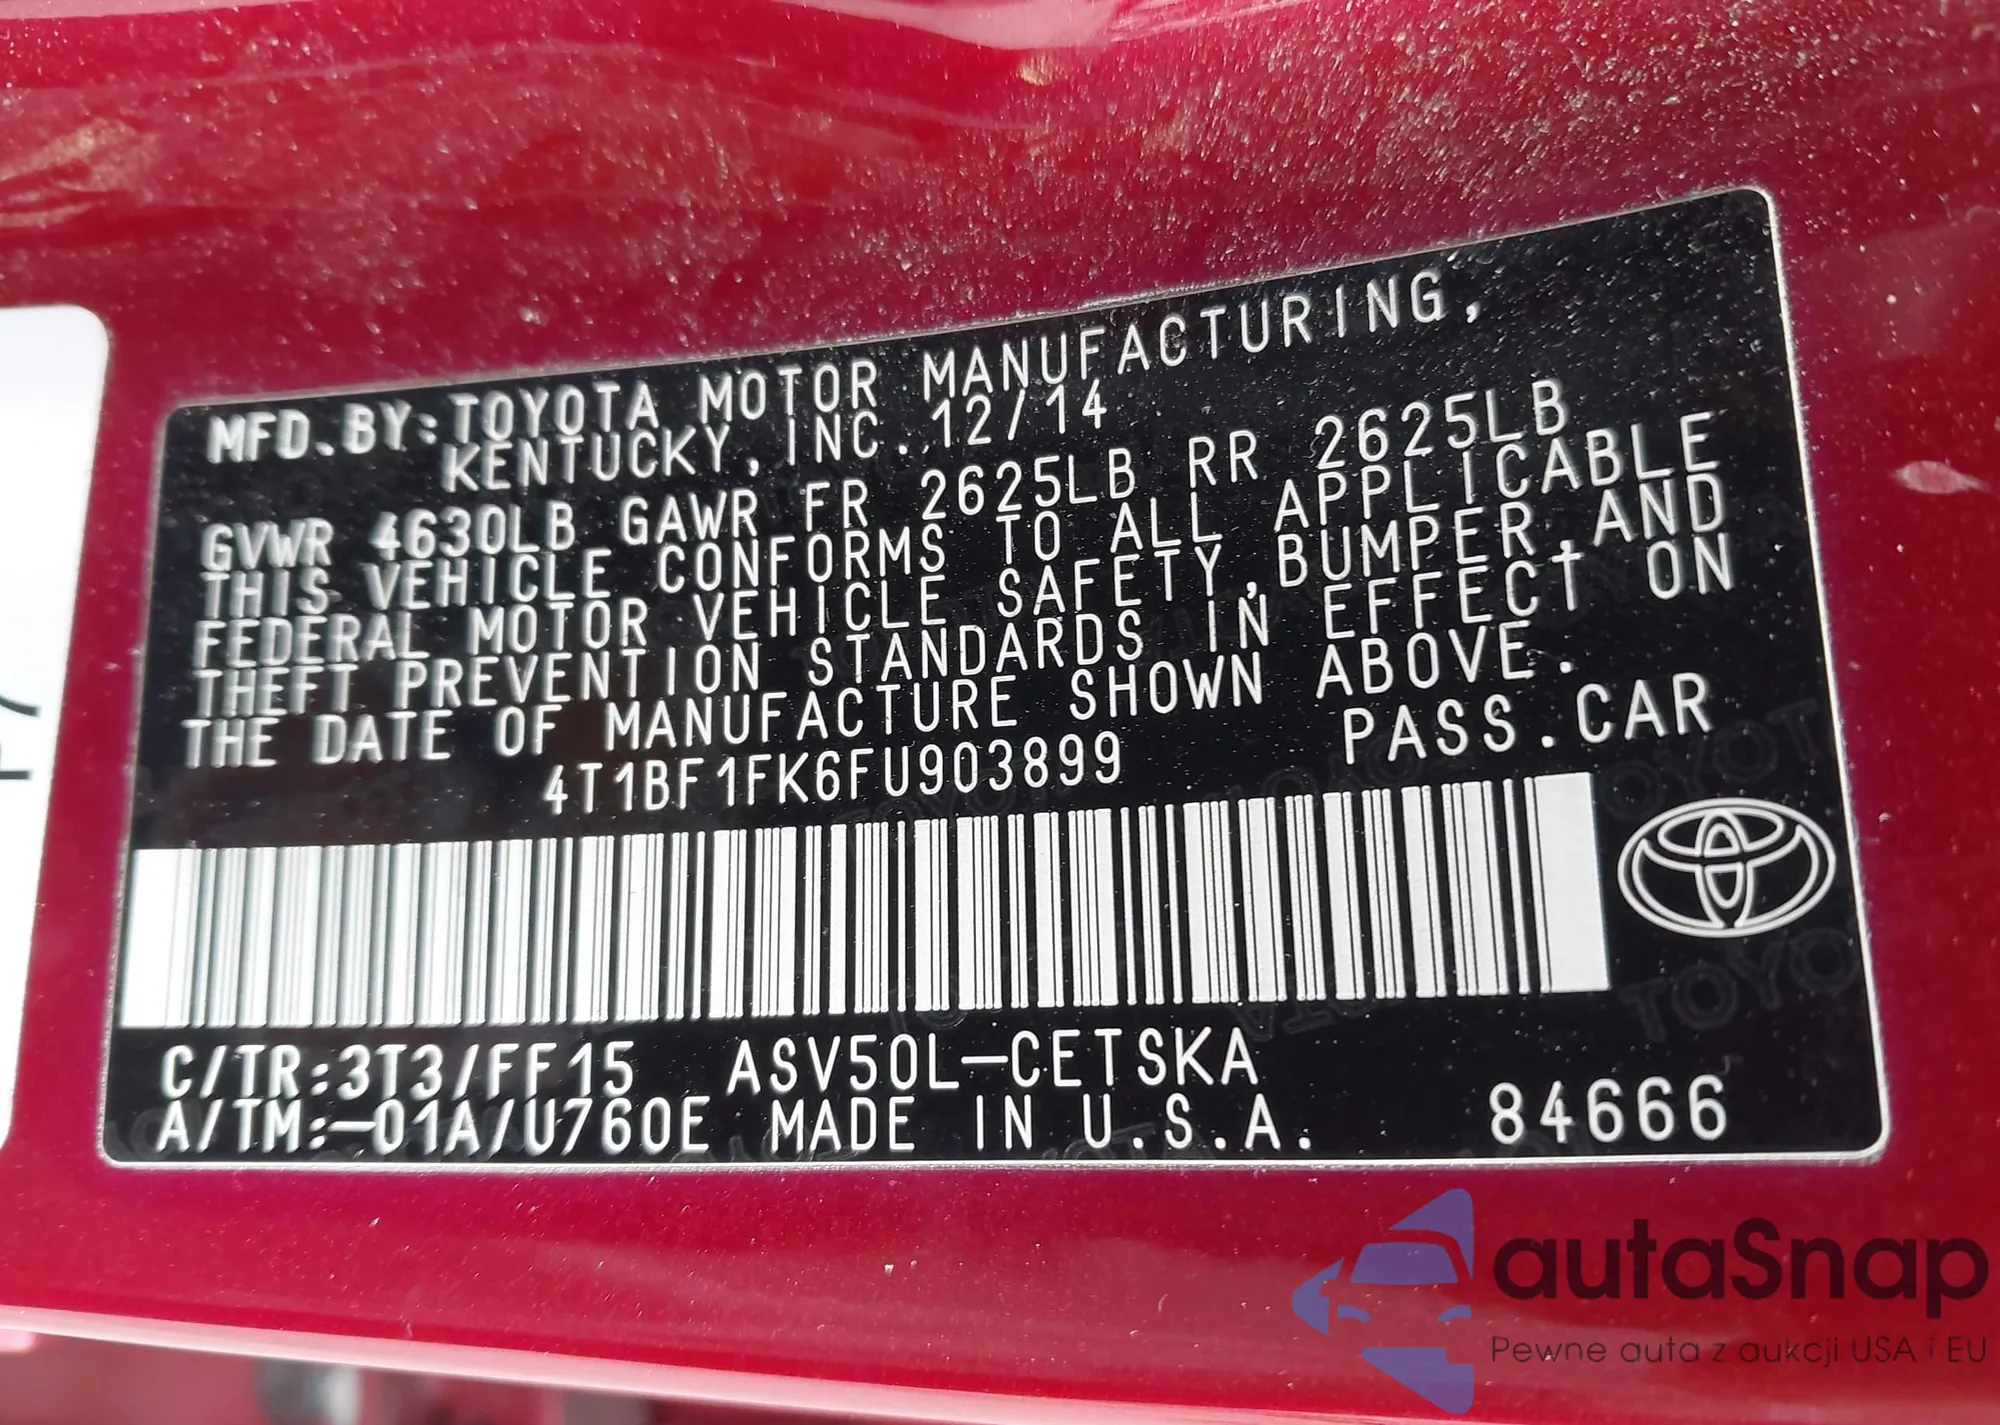 MFD.BY:TOYOTA MOTOR MANUFACTURING,
KENTUCKY, INC. 12/14
GVWR 4630LB GAWR FR 2625LB RR 2625LB
THIS VEHICLE CONFORMS TO ALL APPLICABLE
FEDERAL MOTOR VEHICLE SAFETY,BUMPER,AND
THEFT PREVENTION STANDARDS IN EFFECT ON
THE DATE OF MANUFACTURE SHOWN ABOVE.
4T1BF1FK6FU903899 PASS.CAR
C/TR:3T3/FF15 ASV50L-CETSKA
A/TM:-01A/U760E MADE IN U.S.A. 84666
autaSnap
Pewne auta z aukcji USA i EU